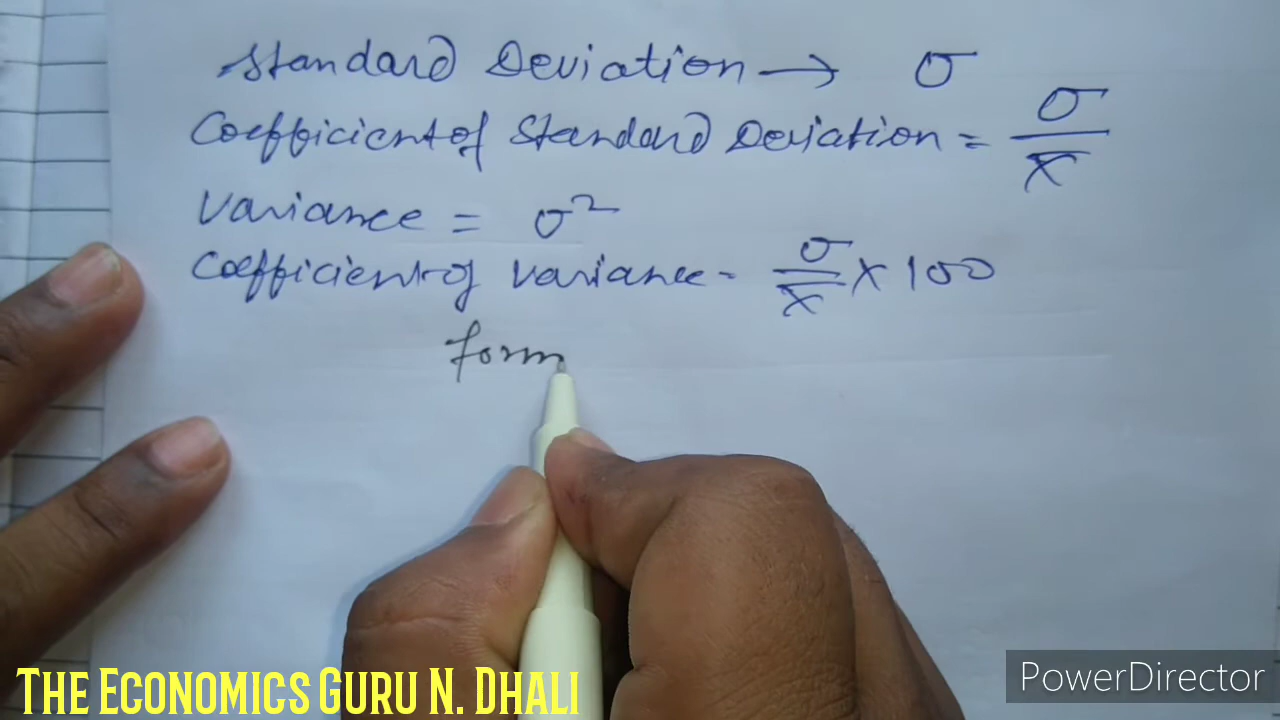 Standard Deviation → σ
Coefficient of Standard Deviation = σ/x̄
Variance = σ²
Coefficient of variance = σ/x̄ × 100
form
THE ECONOMICS GURU N. DHALI
PowerDirector